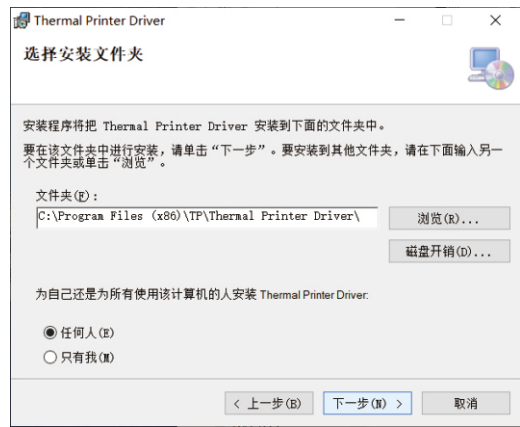 Thermal Printer Driver
选择安装文件夹
安装程序将把 Thermal Printer Driver 安装到下面的文件夹中。
要在该文件夹中进行安装，请单击“下一步”。要安装到其他文件夹，请在下面输入另一
个文件夹或单击“浏览”。
文件夹(F)：
C:\Program Files (x86)\TP\Thermal Printer Driver\
浏览(R)...
磁盘开销(D)...
为自己还是为所有使用该计算机的人安装 Thermal Printer Driver:
任何人(E)
只有我(M)
< 上一步(B)
下一步(N) >
取消